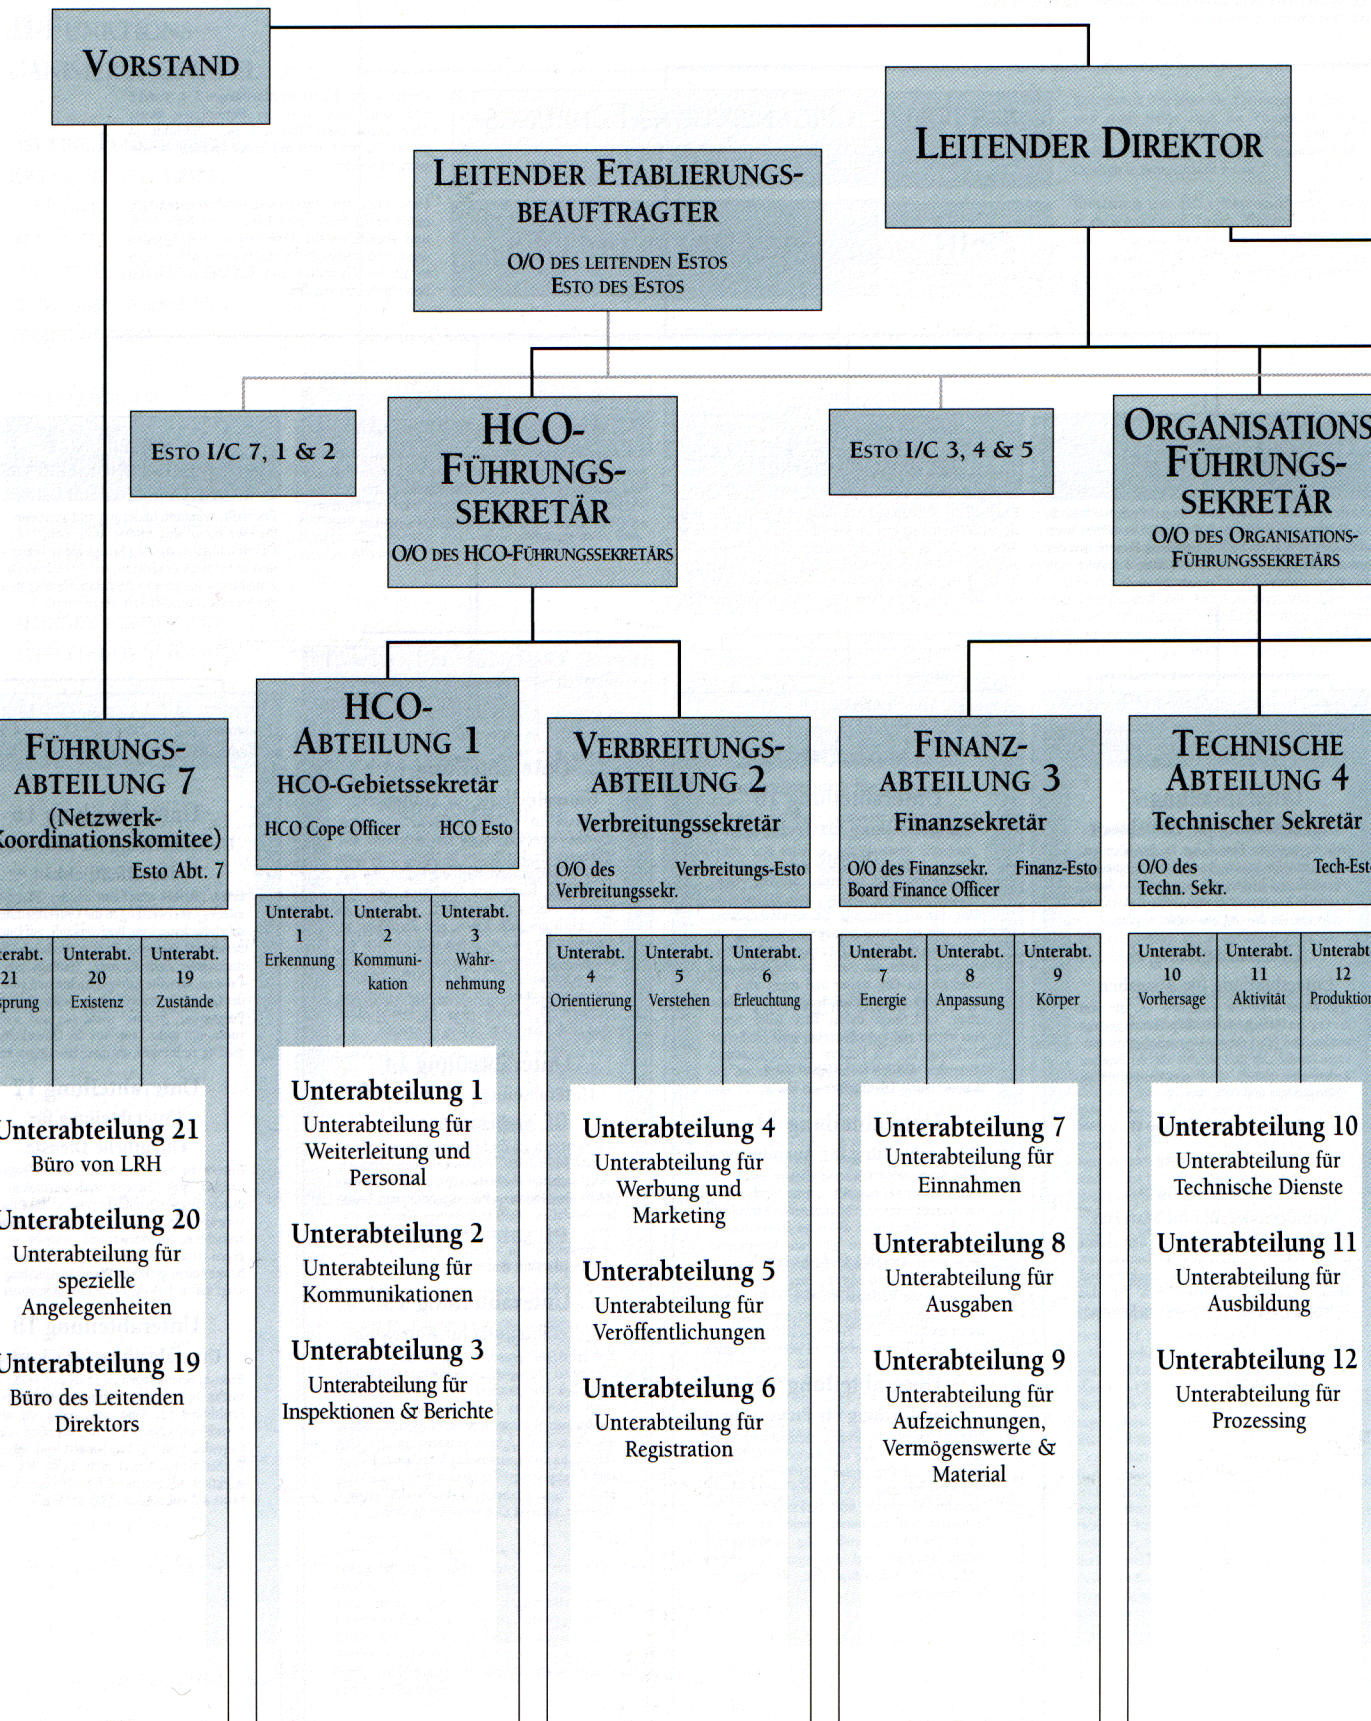 VORSTAND
LEITENDER DIREKTOR
LEITENDER ETABLIERUNGS-
BEAUFTRAGTER
O/O DES LEITENDEN ESTOS
ESTO DES ESTOS
ESTO I/C 7, 1 & 2
HCO-
FÜHRUNGS-
SEKRETÄR
O/O DES HCO-FÜHRUNGSSEKRETÄRS
ESTO I/C 3, 4 & 5
ORGANISATIONS
FÜHRUNGS-
SEKRETÄR
O/O DES ORGANISATIONS-
FÜHRUNGSSEKRETÄRS
FÜHRUNGS-
ABTEILUNG 7
(Netzwerk-
Koordinationskomitee)
Esto Abt. 7
terabt.
21
sprung
Unterabt.
20
Existenz
Unterabt.
19
Zustände
Unterabteilung 21
Büro von LRH
Unterabteilung 20
Unterabteilung für
spezielle
Angelegenheiten
Unterabteilung 19
Büro des Leitenden
Direktors
HCO-
ABTEILUNG 1
HCO-Gebietssekretär
HCO Cope Officer HCO Esto
Unterabt.
1
Erkennung
Unterabt.
2
Kommuni-
kation
Unterabt.
3
Wahr-
nehmung
Unterabteilung 1
Unterabteilung für
Weiterleitung und
Personal
Unterabteilung 2
Unterabteilung für
Kommunikationen
Unterabteilung 3
Unterabteilung für
Inspektionen & Berichte
VERBREITUNGS-
ABTEILUNG 2
Verbreitungssekretär
O/O des Verbreitungs-Esto
Verbreitungssekr.
Unterabt.
4
Orientierung
Unterabt.
5
Verstehen
Unterabt.
6
Erleuchtung
Unterabteilung 4
Unterabteilung für
Werbung und
Marketing
Unterabteilung 5
Unterabteilung für
Veröffentlichungen
Unterabteilung 6
Unterabteilung für
Registration
FINANZ-
ABTEILUNG 3
Finanzsekretär
O/O des Finanzsekr. Finanz-Esto
Board Finance Officer
Unterabt.
7
Energie
Unterabt.
8
Anpassung
Unterabt.
9
Körper
Unterabteilung 7
Unterabteilung für
Einnahmen
Unterabteilung 8
Unterabteilung für
Ausgaben
Unterabteilung 9
Unterabteilung für
Aufzeichnungen,
Vermögenswerte &
Material
TECHNISCHE
ABTEILUNG 4
Technischer Sekretär
O/O des Tech-Esto
Techn. Sekr.
Unterabt.
10
Vorhersage
Unterabt.
11
Aktivität
Unterabt
12
Produktion
Unterabteilung 10
Unterabteilung für
Technische Dienste
Unterabteilung 11
Unterabteilung für
Ausbildung
Unterabteilung 12
Unterabteilung für
Prozessing